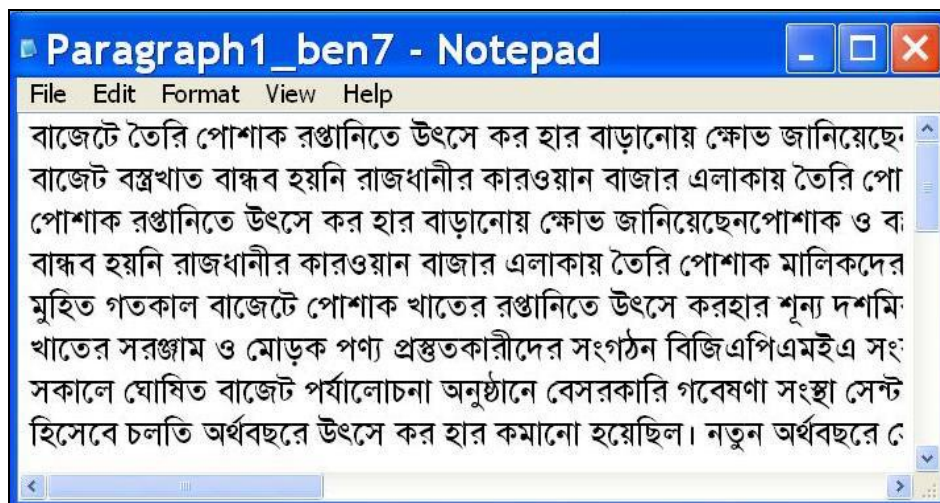 Paragraph1_ben7 - Notepad
File Edit Format View Help
বাজেটে তৈরি পোশাক রপ্তানিতে উৎসে কর হার বাড়ানোয় ক্ষোভ
বাজেট বস্ত্রখাত বান্ধব হয়নি রাজধানীর কারওয়ান বাজার এলাকায় তৈরি
পোশাক রপ্তানিতে উৎসে কর হার বাড়ানোয় ক্ষোভ জানিয়েছেনপোশাক ও
বান্ধব হয়নি রাজধানীর কারওয়ান বাজার এলাকায় তৈরি পোশাক মালিকদের
মুহিত গতকাল বাজেটে পোশাক খাতের রপ্তানিতে উৎসে করহার শূন্য
খাতের সরঞ্জাম ও মোড়ক পণ্য প্রস্তুতকারীদের সংগঠন বিজিএপিএমইএ
সকালে ঘোষিত বাজেট পর্যালোচনা অনুষ্ঠানে বেসরকারি গবেষণা সংস্থা সেন্ট
হিসেবে চলতি অর্থবছরে উৎসে কর হার কমানো হয়েছিল। নতুন অর্থবছরে